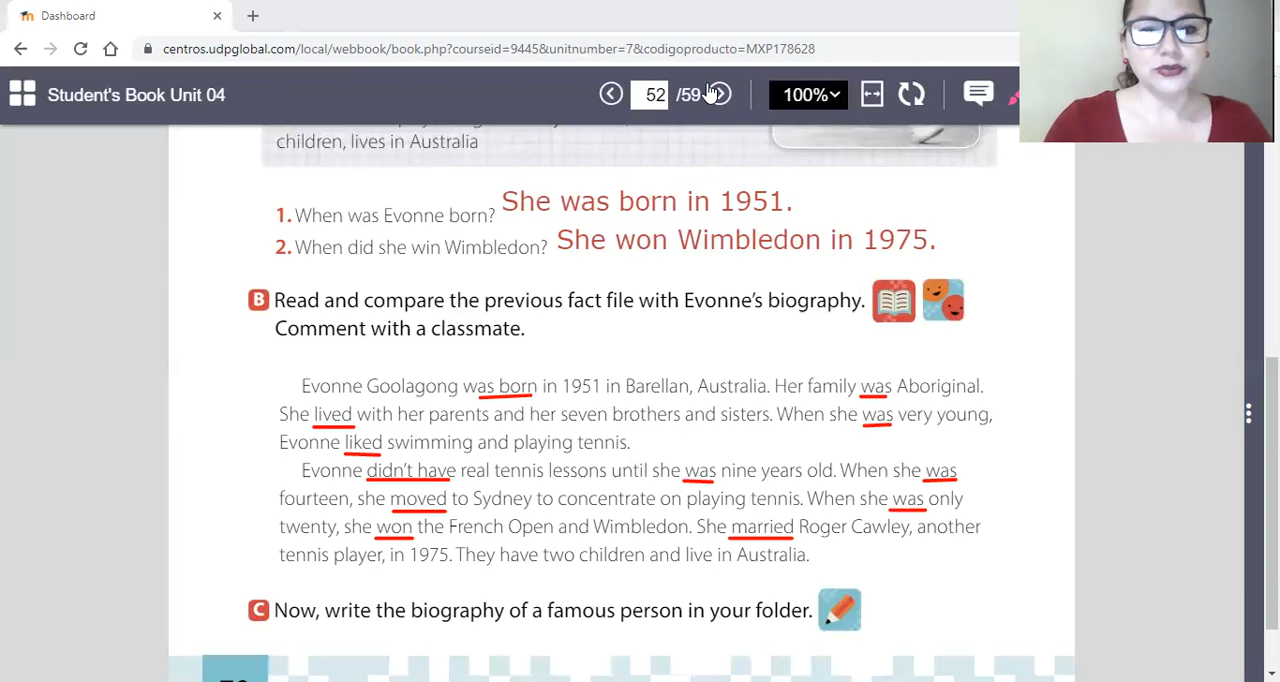 Dashboard
centros.udpglobal.com/local/webbook/book.php?courseid=9445&unitnumber=7&codigoproducto=MXP178628
Student's Book Unit 04
52 /59
100%
children, lives in Australia
1. When was Evonne born? She was born in 1951.
2. When did she win Wimbledon? She won Wimbledon in 1975.
B Read and compare the previous fact file with Evonne's biography.
Comment with a classmate.
Evonne Goolagong was born in 1951 in Barellan, Australia. Her family was Aboriginal.
She lived with her parents and her seven brothers and sisters. When she was very young,
Evonne liked swimming and playing tennis.
Evonne didn't have real tennis lessons until she was nine years old. When she was
fourteen, she moved to Sydney to concentrate on playing tennis. When she was only
twenty, she won the French Open and Wimbledon. She married Roger Cawley, another
tennis player, in 1975. They have two children and live in Australia.
C Now, write the biography of a famous person in your folder.